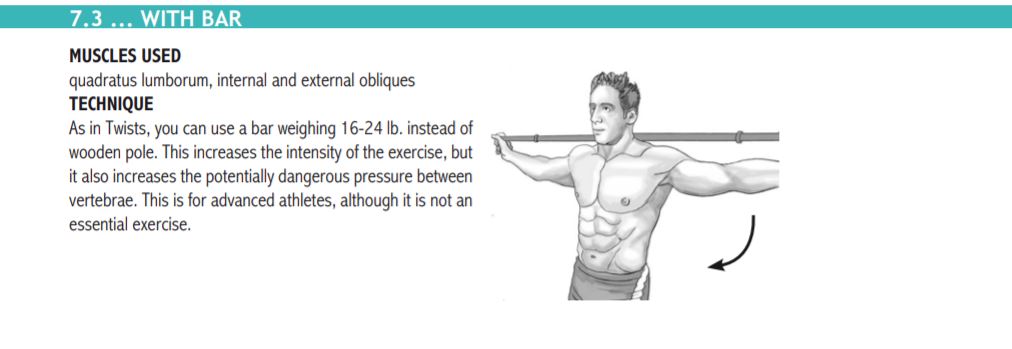 7.3 ... WITH BAR
MUSCLES USED
quadratus lumborum, internal and external obliques
TECHNIQUE
As in Twists, you can use a bar weighing 16-24 lb. instead of
wooden pole. This increases the intensity of the exercise, but
it also increases the potentially dangerous pressure between
vertebrae. This is for advanced athletes, although it is not an
essential exercise.